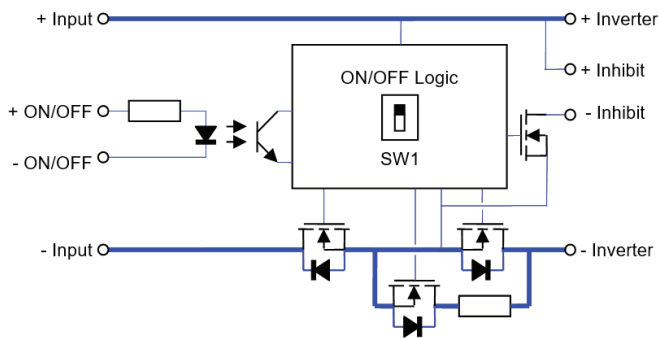 + Input
+ Inverter
ON/OFF Logic
+ Inhibit
+ ON/OFF
- Inhibit
- ON/OFF
SW1
- Input
- Inverter